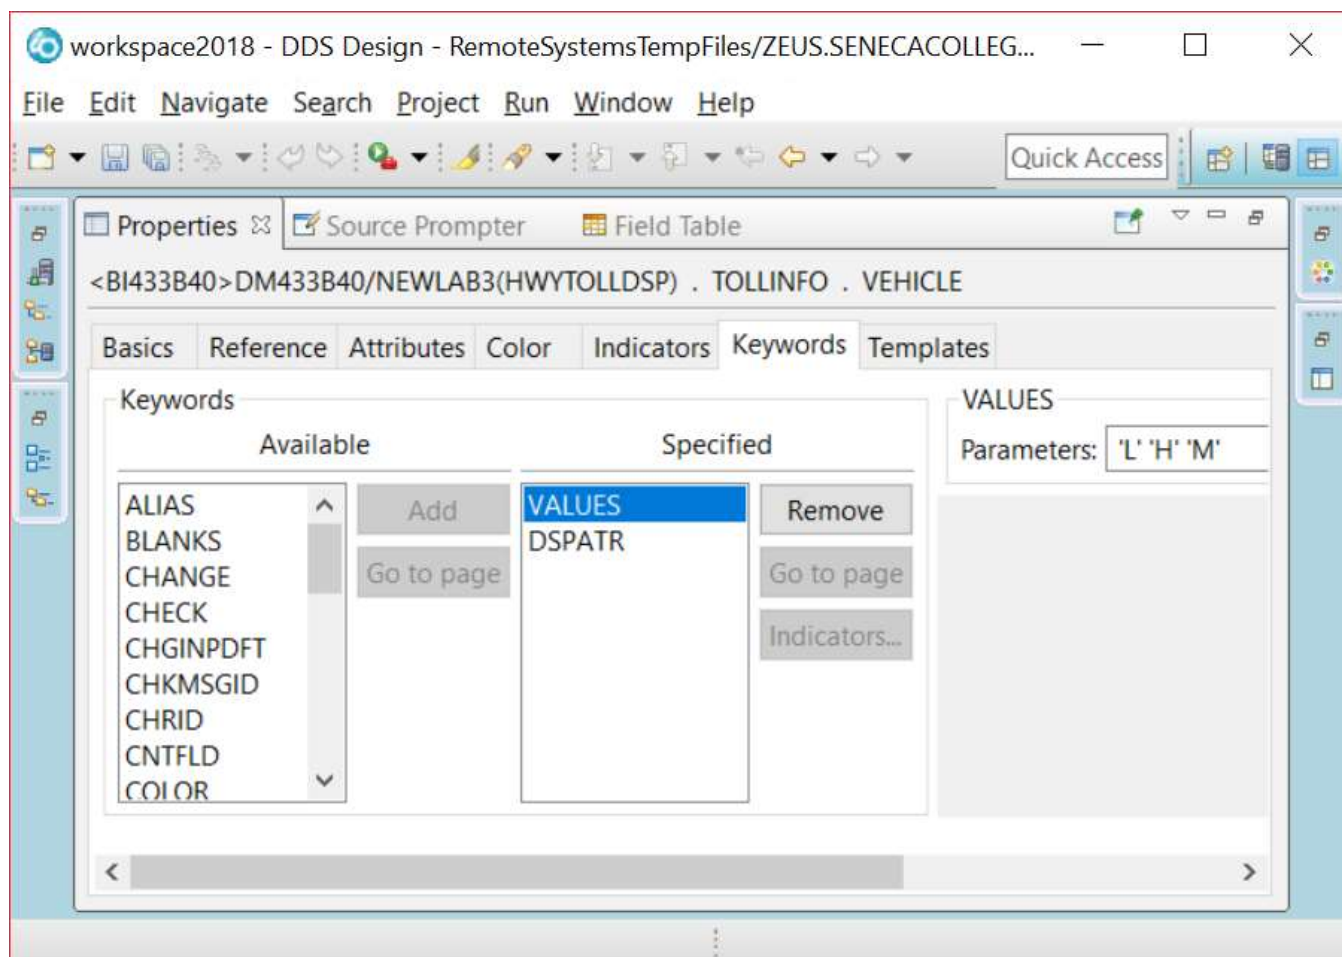 workspace2018 - DDS Design - RemoteSystemsTempFiles/ZEUS.SENECACOLLEG...
File Edit Navigate Search Project Run Window Help
Quick Access
Properties Source Prompter Field Table
<BI433B40>DM433B40/NEWLAB3(HWYTOLLDSP) . TOLLINFO . VEHICLE
Basics Reference Attributes Color Indicators Keywords Templates
Keywords
Available
Specified
ALIAS
BLANKS
CHANGE
CHECK
CHGINPDFT
CHKMSGID
CHRID
CNTFLD
COLOR
Add
Go to page
VALUES
DSPATR
Remove
Go to page
Indicators...
VALUES
Parameters: 'L' 'H' 'M'